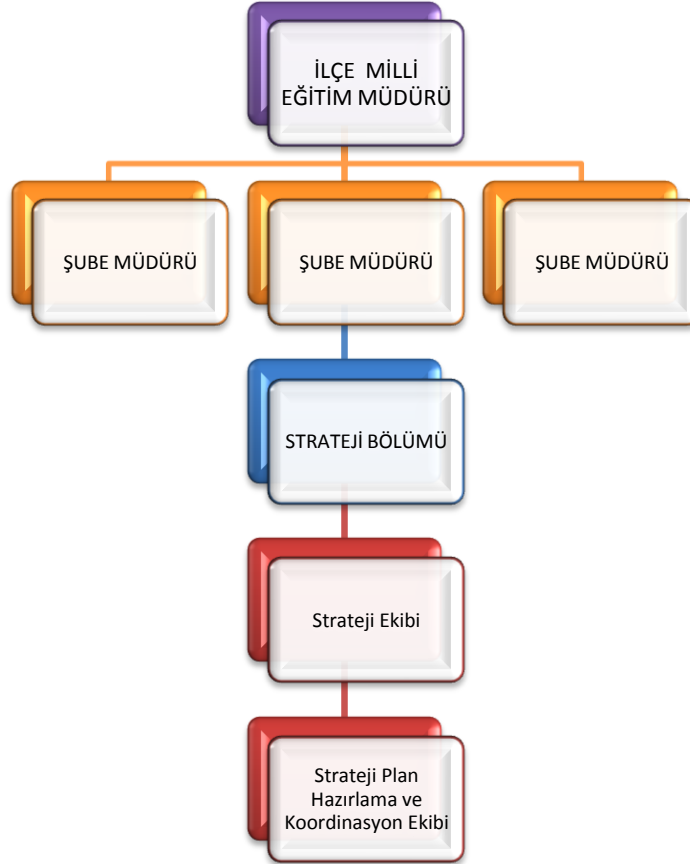 İLÇE MİLLİ
EĞİTİM MÜDÜRÜ
ŞUBE MÜDÜRÜ
ŞUBE MÜDÜRÜ
ŞUBE MÜDÜRÜ
STRATEJİ BÖLÜMÜ
Strateji Ekibi
Strateji Plan
Hazırlama ve
Koordinasyon Ekibi